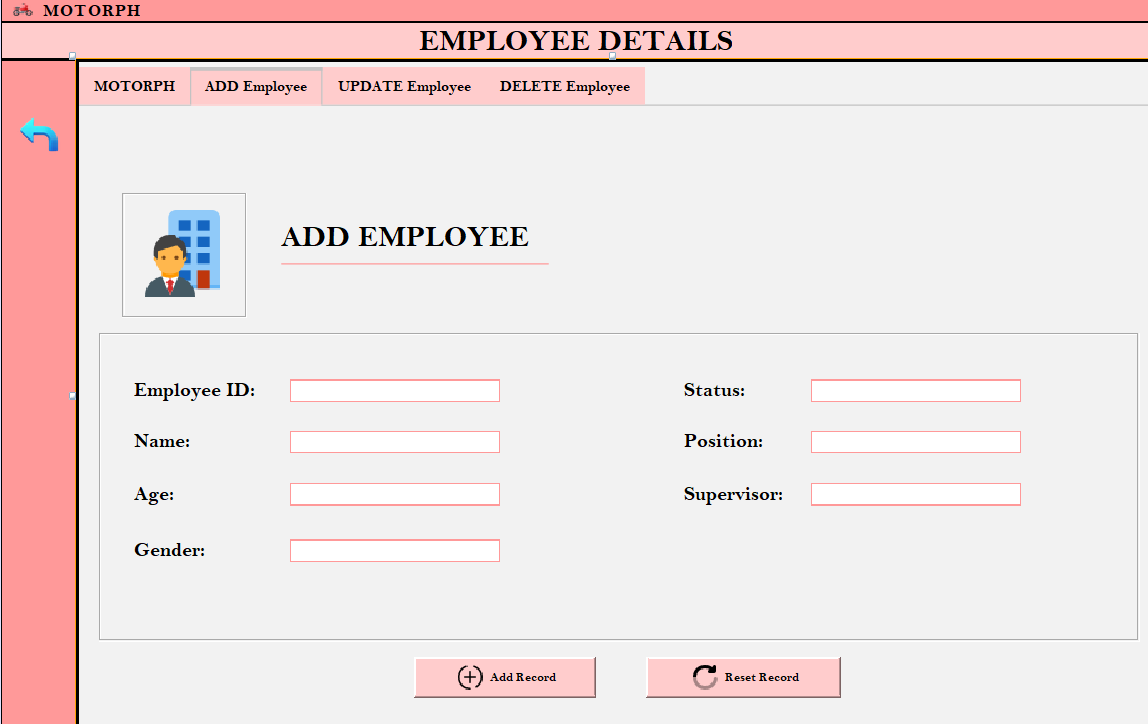 MOTORPH
EMPLOYEE DETAILS
MOTORPH ADD Employee UPDATE Employee DELETE Employee
ADD EMPLOYEE
Employee ID: Status:
Name: Position:
Age: Supervisor:
Gender:
Add Record Reset Record